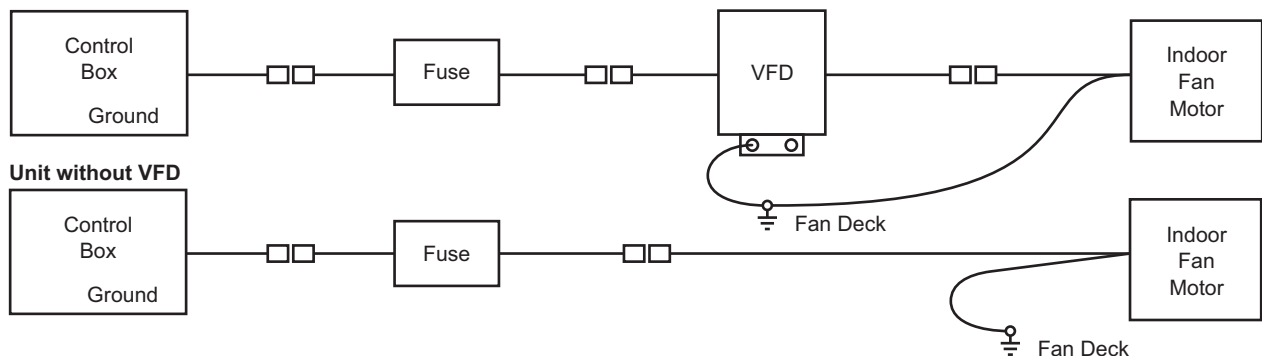 Control
Box
Ground
Fuse
VFD
Indoor
Fan
Motor
Fan Deck
Unit without VFD
Control
Box
Ground
Fuse
Indoor
Fan
Motor
Fan Deck